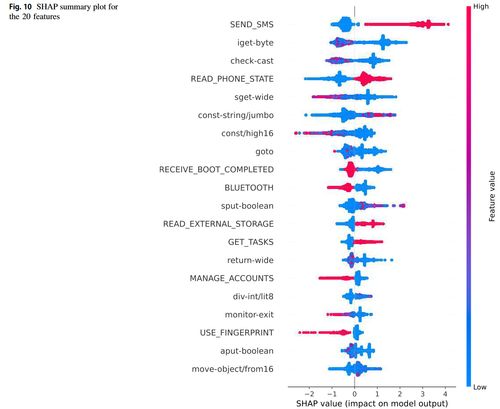 Fig. 10 SHAP summary plot for
the 20 features
High
SEND_SMS
iget-byte
check-cast
READ_PHONE_STATE
sget-wide
const-string/jumbo
const/high16
goto
RECEIVE_BOOT_COMPLETED
BLUETOOTH
sput-boolean
READ_EXTERNAL_STORAGE
GET_TASKS
return-wide
MANAGE_ACCOUNTS
div-int/lit8
monitor-exit
USE_FINGERPRINT
aput-boolean
move-object/from16
Feature value
Low
−2 −1 0 1 2 3 4
SHAP value (impact on model output)